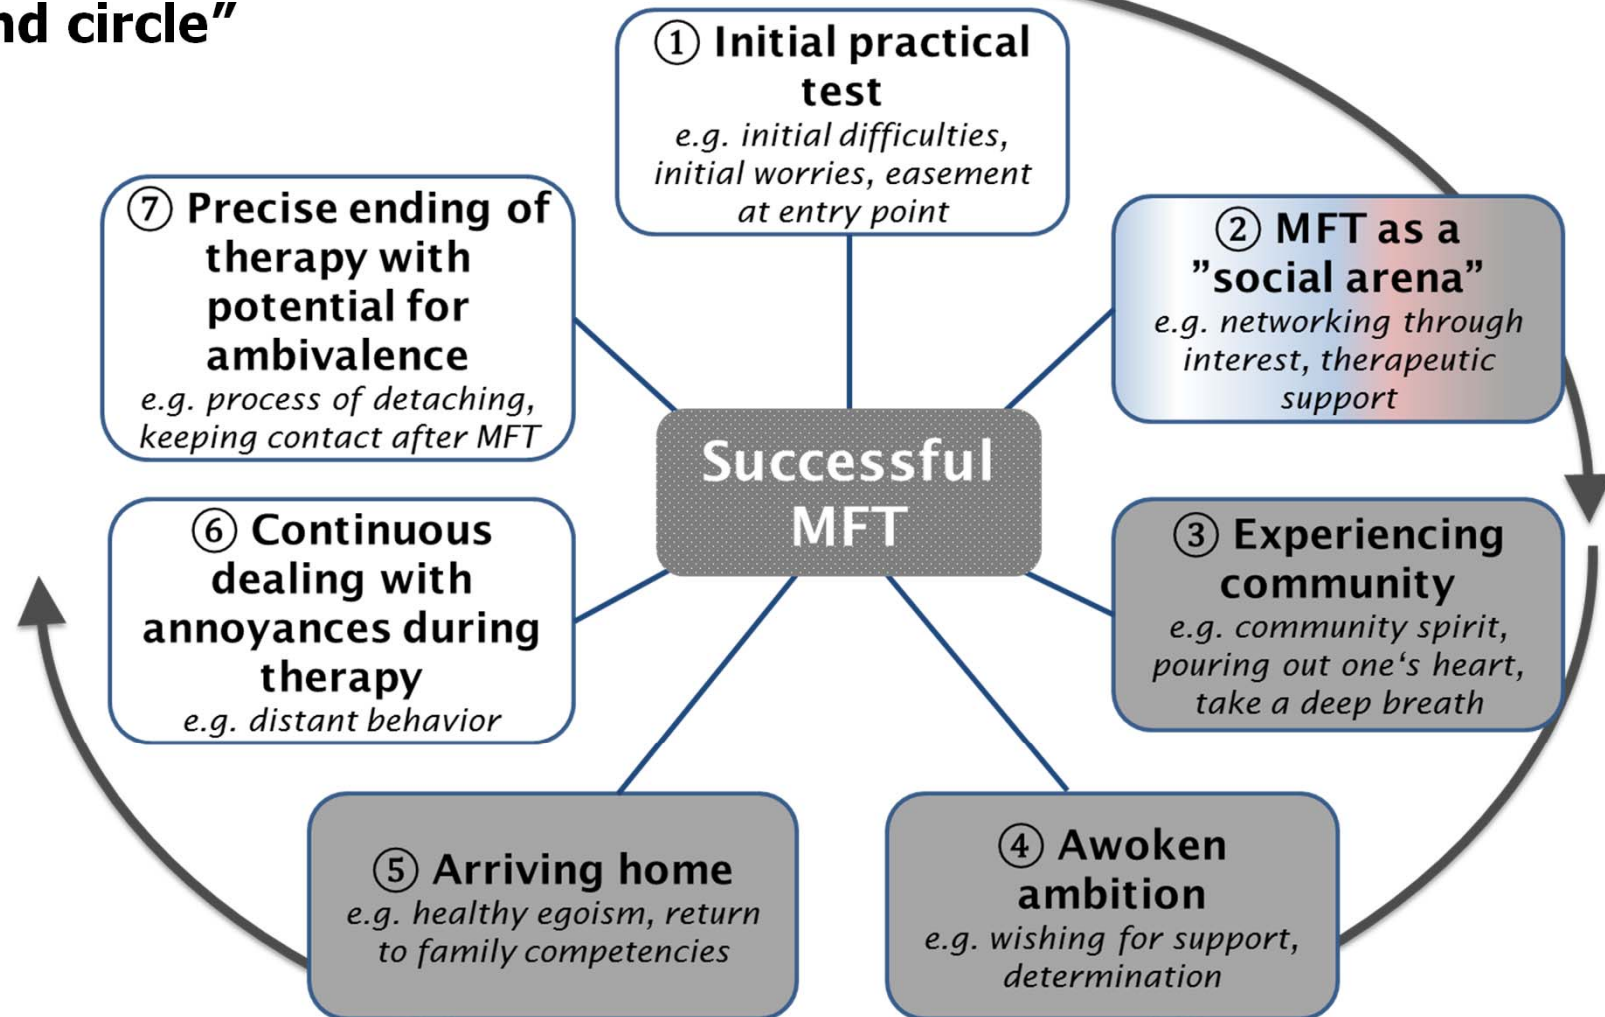 circle”
① Initial practical
test
e.g. initial difficulties,
initial worries, easement
at entry point
② MFT as a
”social arena”
e.g. networking through
interest, therapeutic
support
③ Experiencing
community
e.g. community spirit,
pouring out one‘s heart,
take a deep breath
④ Awoken
ambition
e.g. wishing for support,
determination
⑤ Arriving home
e.g. healthy egoism, return
to family competencies
⑥ Continuous
dealing with
annoyances during
therapy
e.g. distant behavior
⑦ Precise ending of
therapy with
potential for
ambivalence
e.g. process of detaching,
keeping contact after MFT
Successful
MFT